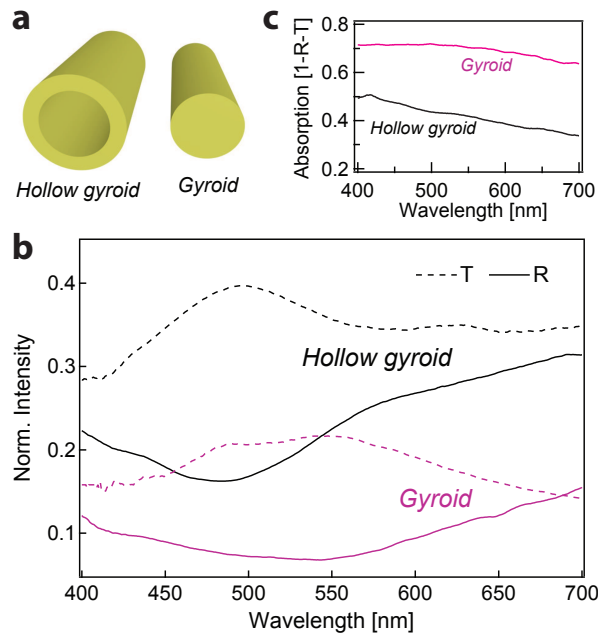 a
Hollow gyroid
Gyroid
c
Absorption [1-R-T]
0.8
0.6
0.4
0.2
Gyroid
Hollow gyroid
400
500
600
700
Wavelength [nm]
b
Norm. Intensity
0.4
0.3
0.2
0.1
T
R
Hollow gyroid
Gyroid
400
450
500
550
600
650
700
Wavelength [nm]